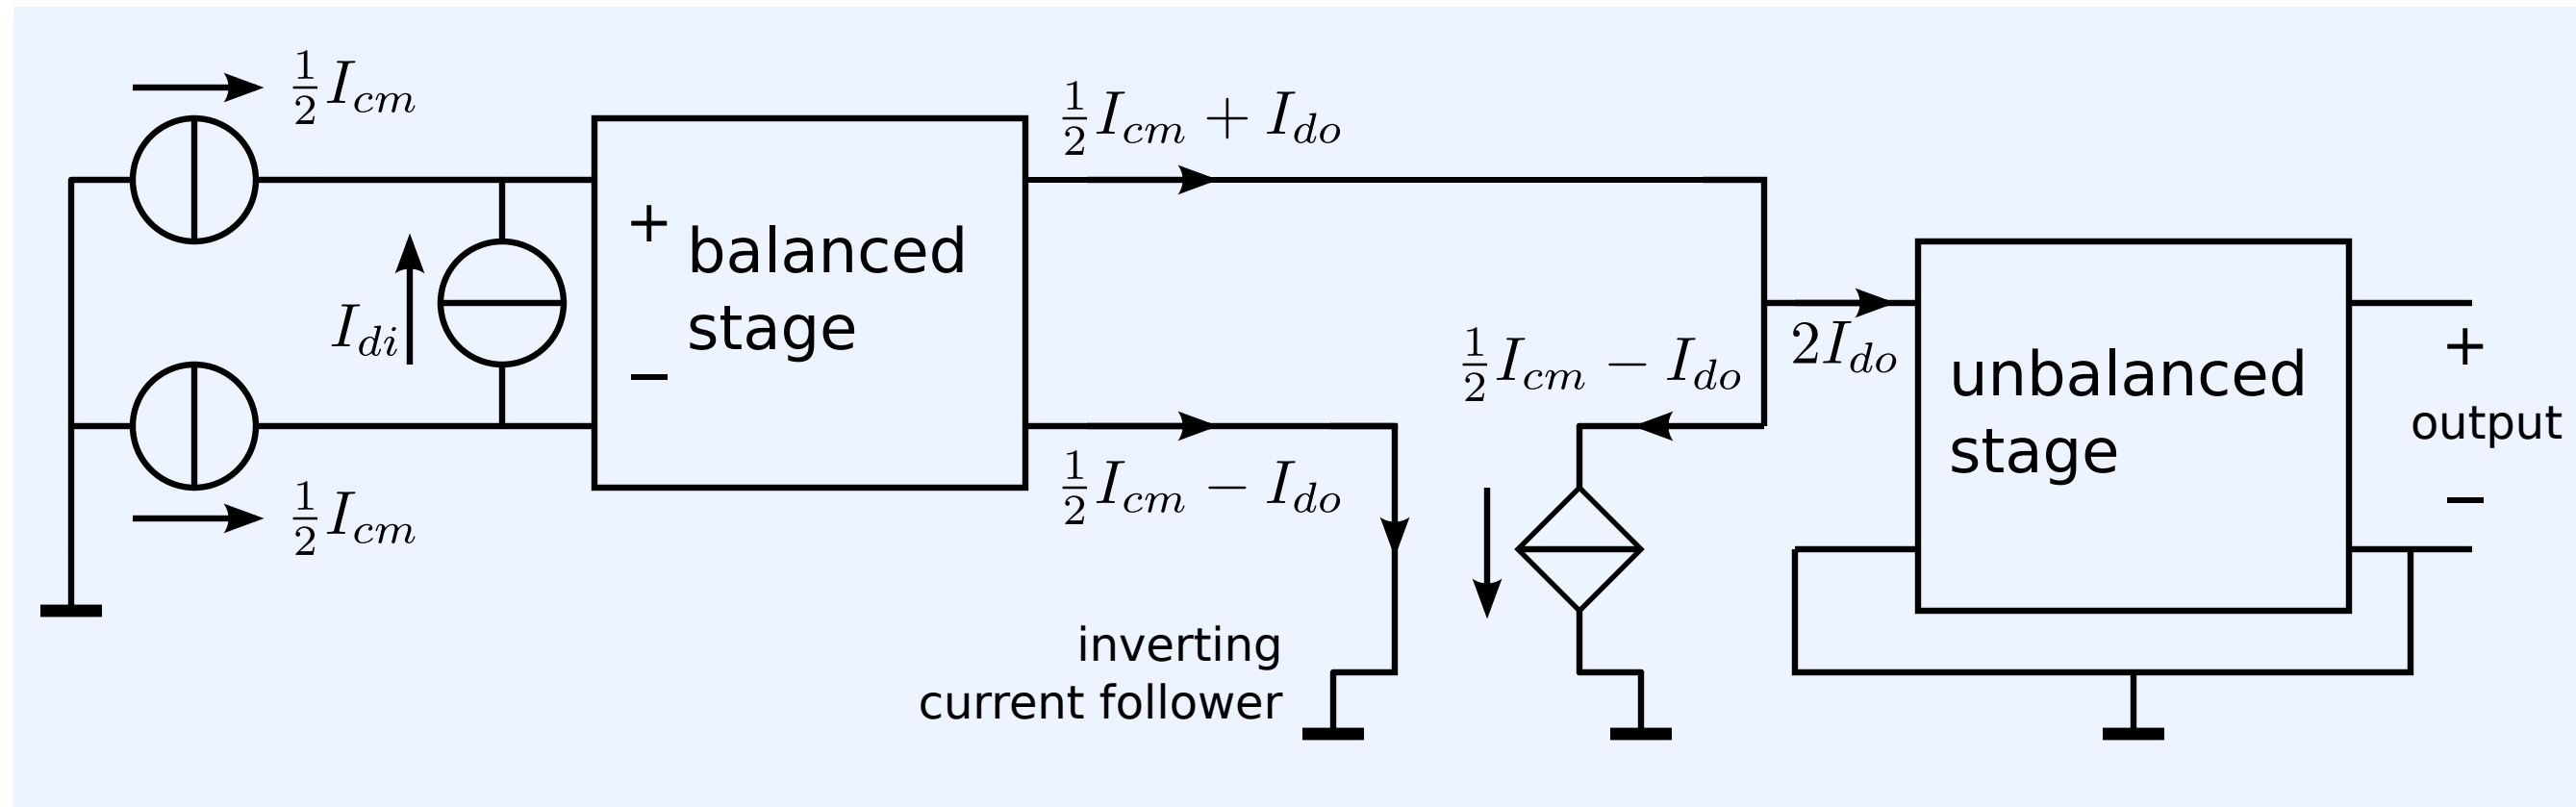 ½I_cm
½I_cm + I_do
+
balanced
stage
−
I_di
½I_cm
½I_cm − I_do
½I_cm − I_do
2I_do
unbalanced
stage
+
output
−
inverting
current follower